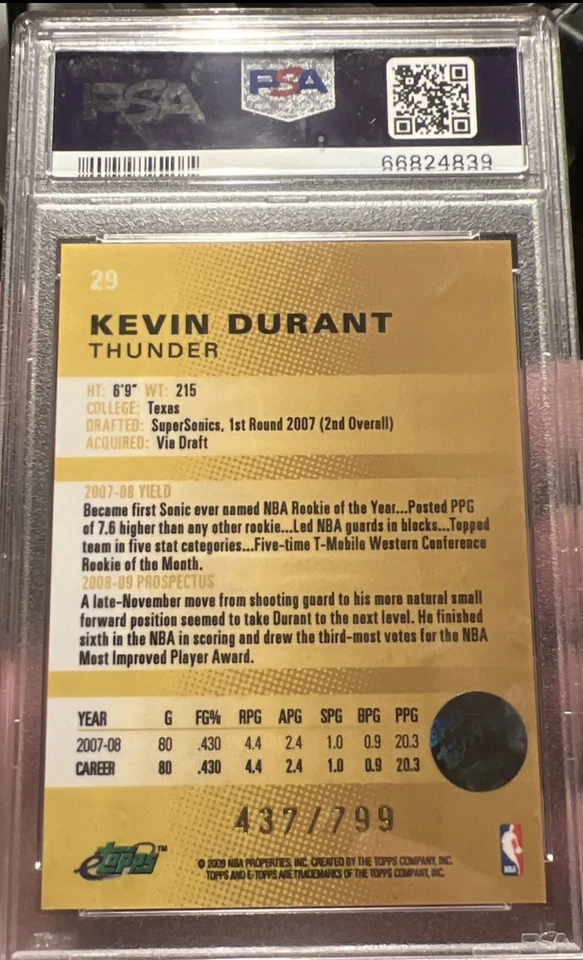 PSA
PSA
66824839
29
KEVIN DURANT
THUNDER
HT: 6'9" WT: 215
COLLEGE: Texas
DRAFTED: SuperSonics, 1st Round 2007 (2nd Overall)
ACQUIRED: Via Draft
2007-08 YIELD
Became first Sonic ever named NBA Rookie of the Year...Posted PPG
of 7.6 higher than any other rookie...Led NBA guards in blocks...Topped
team in five stat categories...Five-time T-Mobile Western Conference
Rookie of the Month.
2008-09 PROSPECTUS
A late-November move from shooting guard to his more natural small
forward position seemed to take Durant to the next level. He finished
sixth in the NBA in scoring and drew the third-most votes for the NBA
Most Improved Player Award.
YEAR G FG% RPG APG SPG BPG PPG
2007-08 80 .430 4.4 2.4 1.0 0.9 20.3
CAREER 80 .430 4.4 2.4 1.0 0.9 20.3
437/799
etopps™
© 2009 NBA PROPERTIES, INC. CREATED BY THE TOPPS COMPANY, INC.
TOPPS AND E-TOPPS ARE TRADEMARKS OF THE TOPPS COMPANY, INC.
NBA
PSA